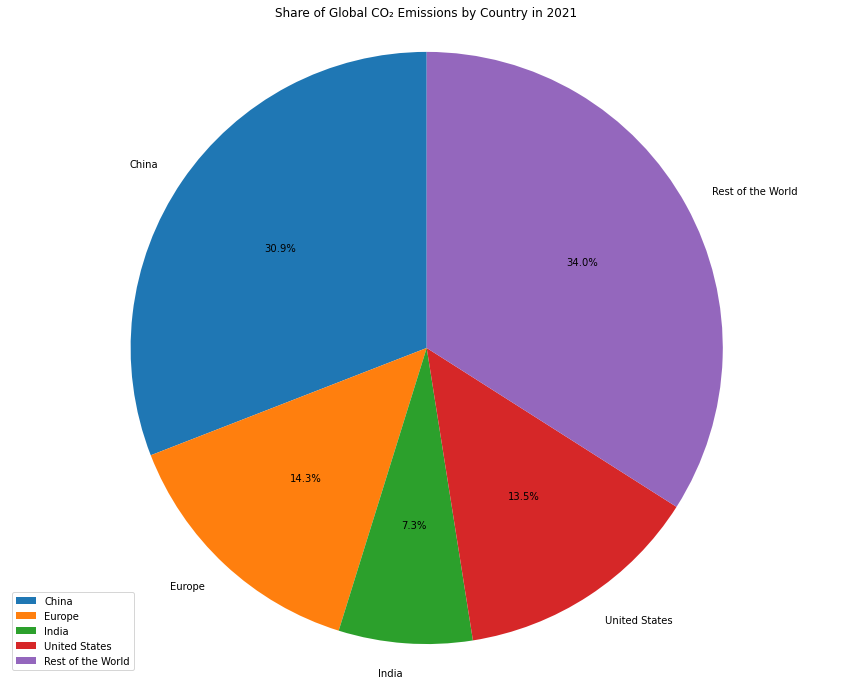 Share of Global CO₂ Emissions by Country in 2021
China
Rest of the World
30.9%
34.0%
14.3%
13.5%
7.3%
Europe
United States
India
China
Europe
India
United States
Rest of the World